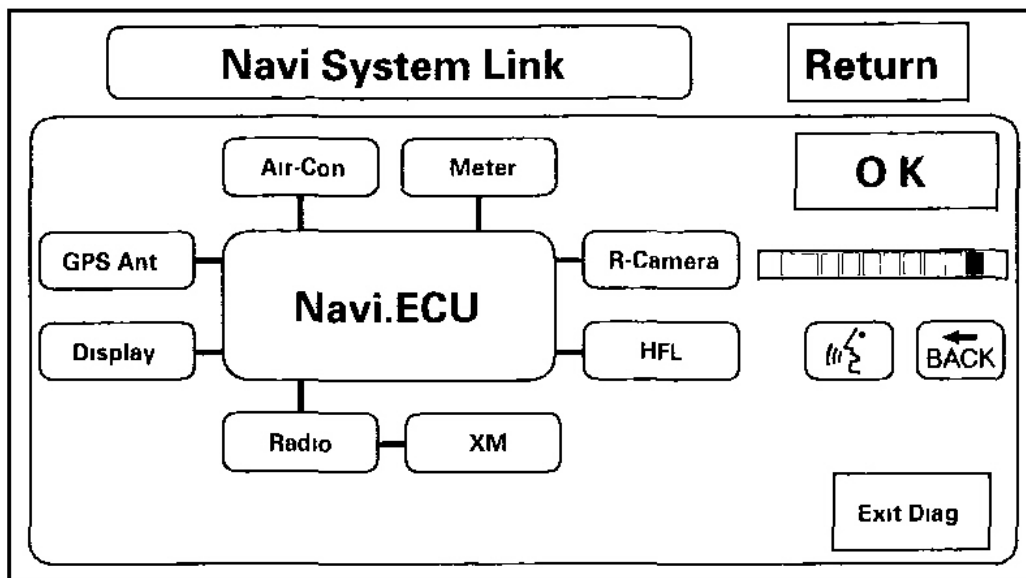 Navi System Link
Return
Air-Con
Meter
OK
GPS Ant
R-Camera
Navi.ECU
Display
HFL
BACK
Radio
XM
Exit Diag